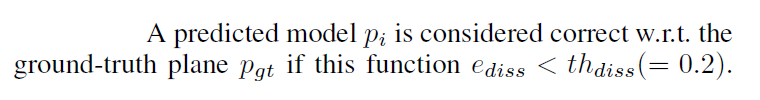 A predicted model p_i is considered correct w.r.t. the
ground-truth plane p_gt if this function e_diss < th_diss(= 0.2).